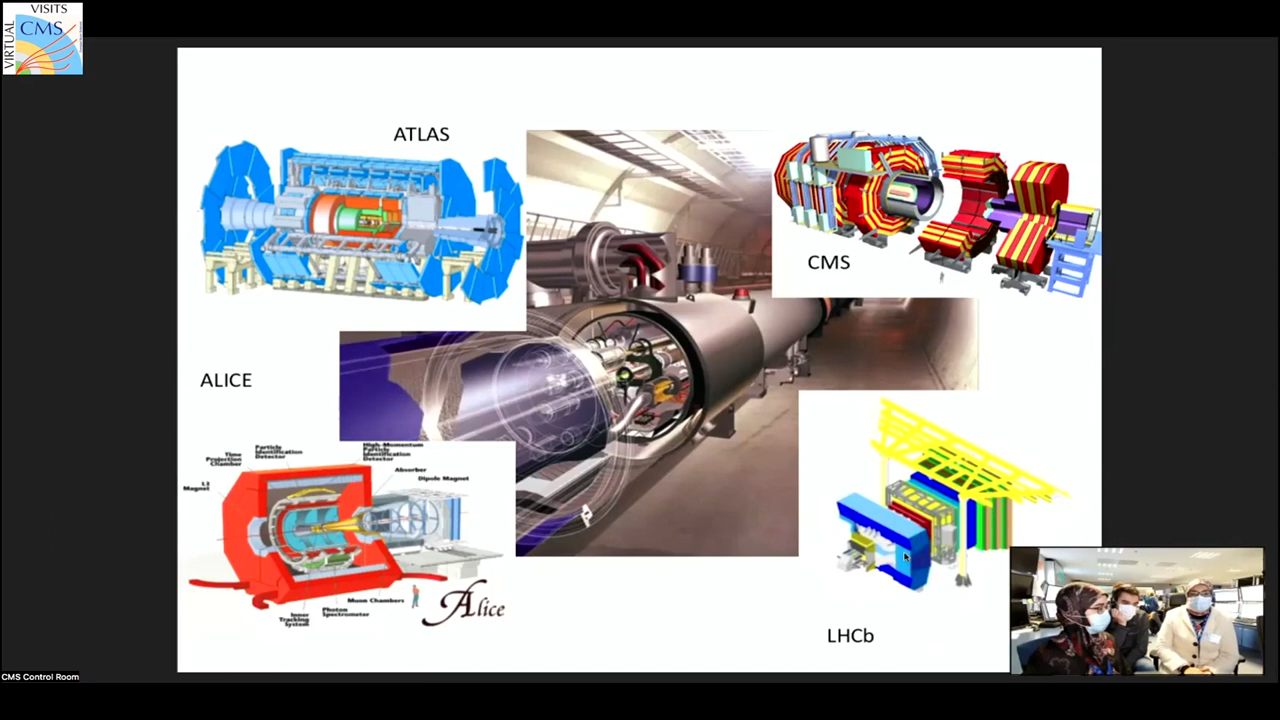 VISITS
CMS
VIRTUAL
ATLAS
CMS
ALICE
Time
Projection
Chamber
Particle
Identification
Detector
High-Momentum
Particle
Identification
Detector
L3
Magnet
Absorber
Dipole Magnet
Muon Chambers
Photon
Spectrometer
Inner
Tracking
System
Alice
LHCb
CMS Control Room